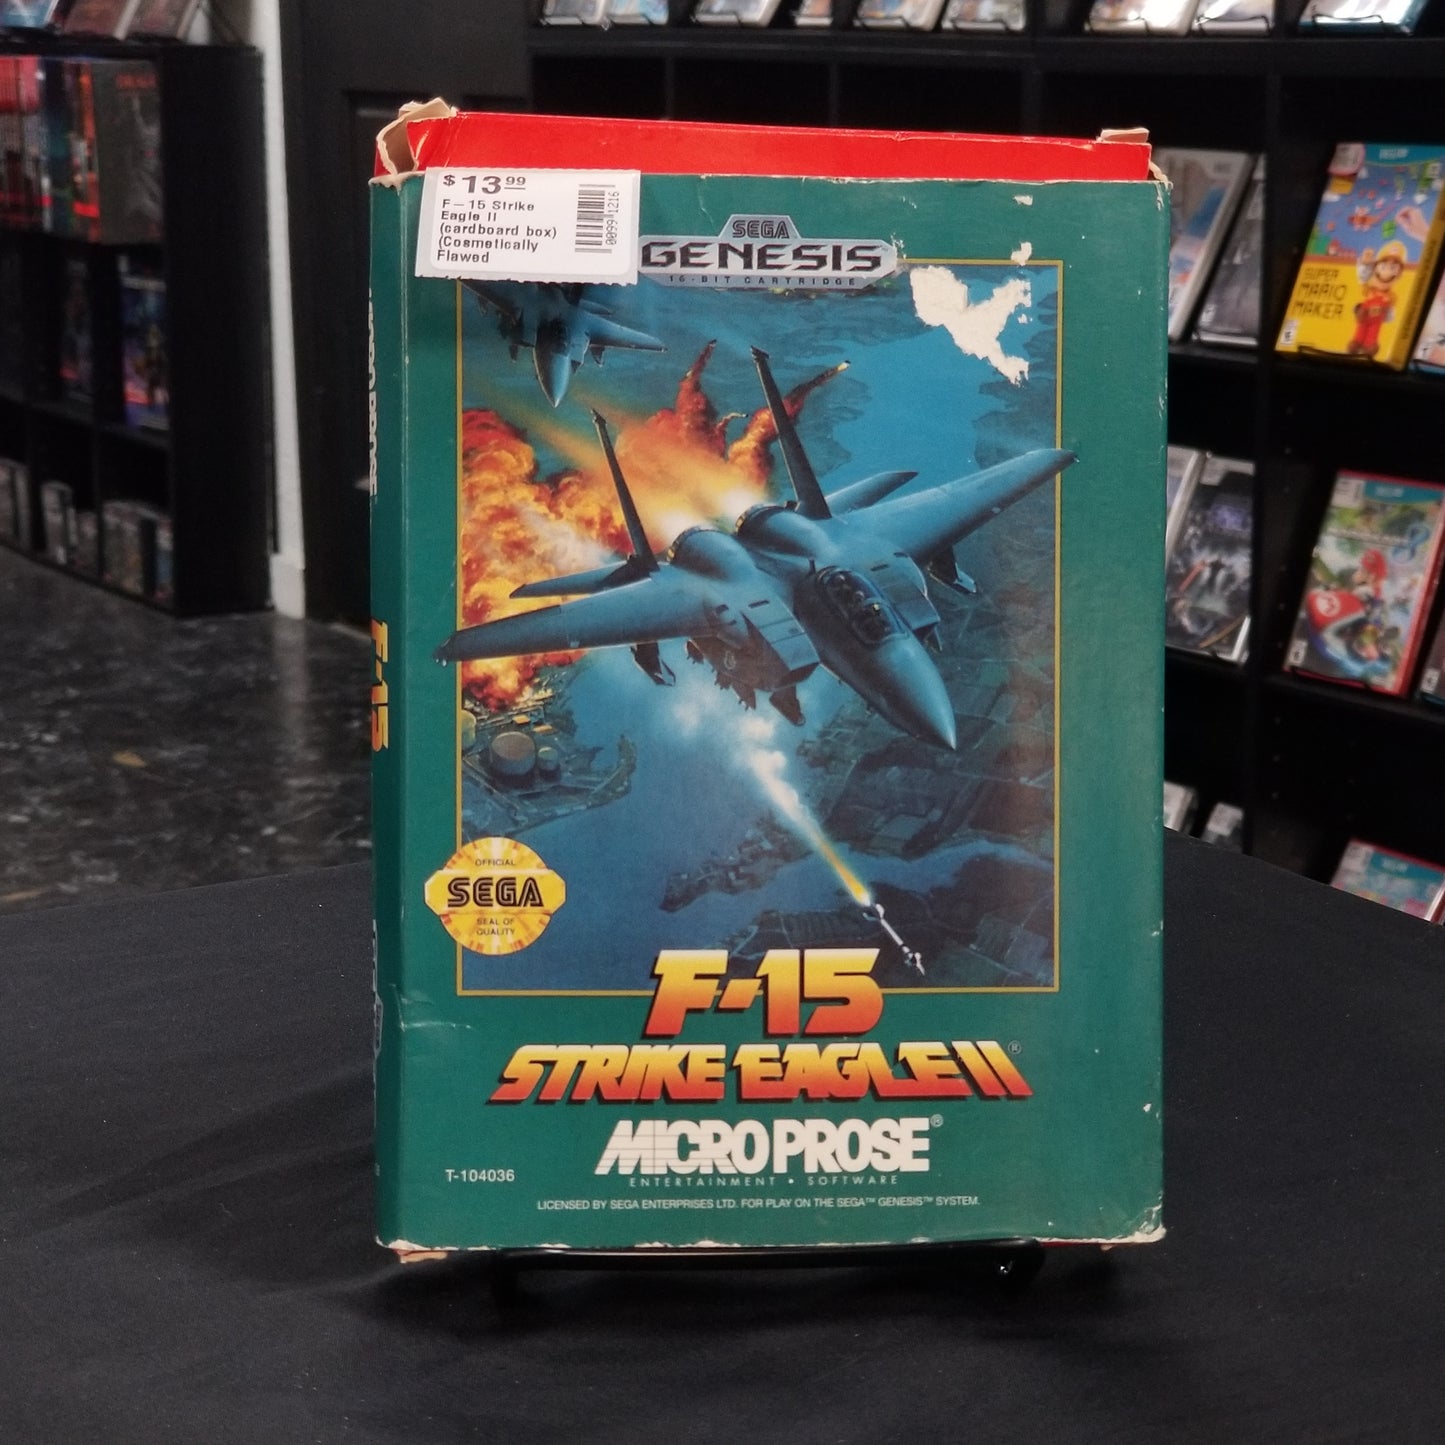 $13.99
F-15 Strike
Eagle II
(cardboard box)
(Cosmetically
Flawed
00991216
SEGA
GENESIS
16-BIT CARTRIDGE
SUPER
MARIO
MAKER
F-15
OFFICIAL
SEGA
SEAL OF
QUALITY
F-15
STRIKE EAGLE II®
MICROPROSE®
ENTERTAINMENT • SOFTWARE
T-104036
LICENSED BY SEGA ENTERPRISES LTD. FOR PLAY ON THE SEGA™ GENESIS™ SYSTEM.